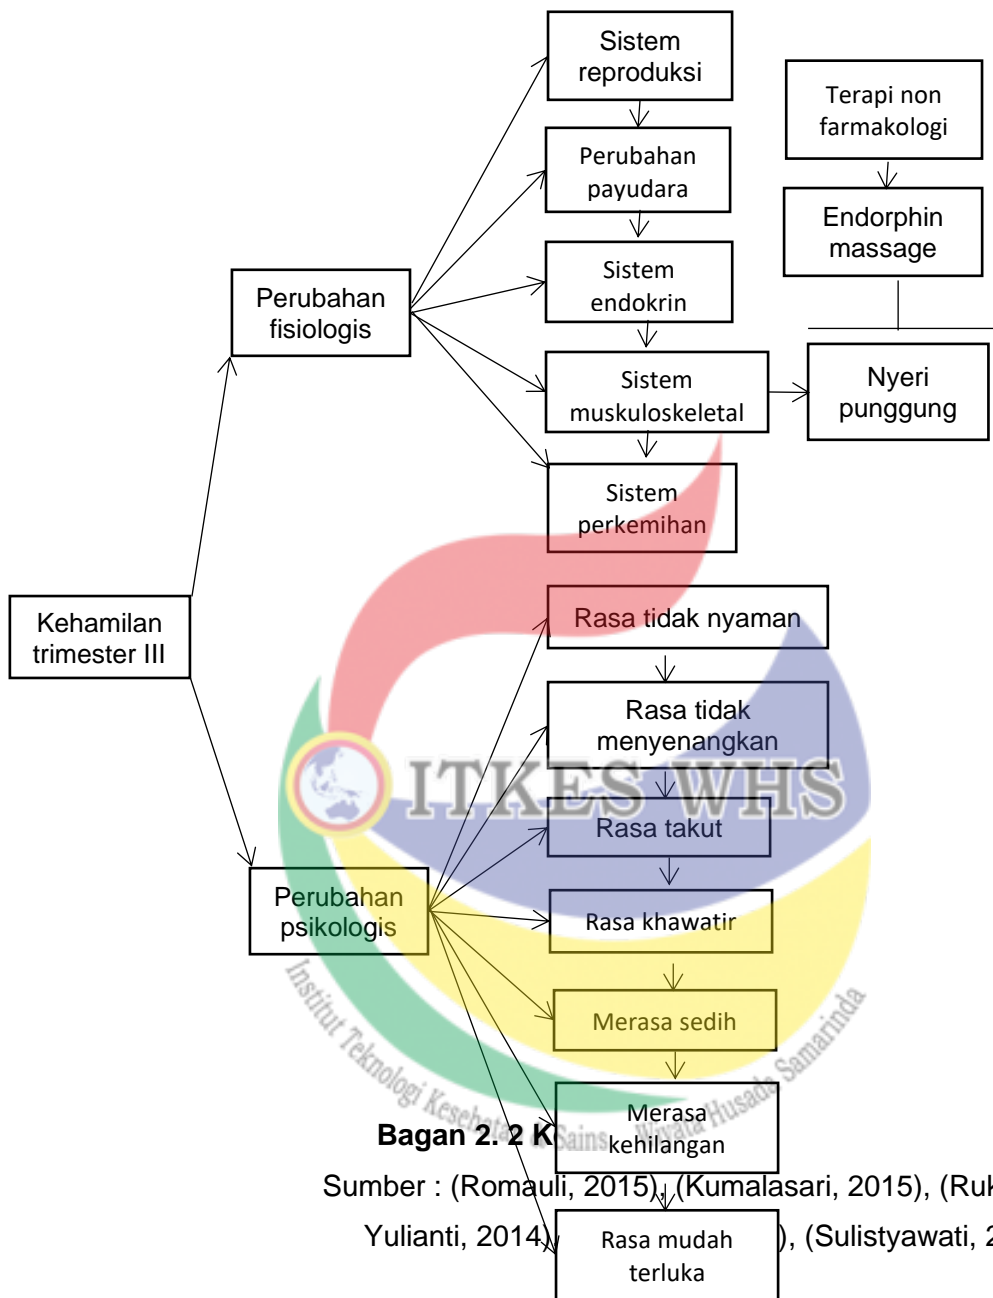 Sistem
reproduksi
Terapi non
farmakologi
Perubahan
payudara
Endorphin
massage
Sistem
endokrin
Perubahan
fisiologis
Sistem
muskuloskeletal
Nyeri
punggung
Sistem
perkemihan
Kehamilan
trimester III
Rasa tidak nyaman
Rasa tidak
menyenangkan
ITKES WHS
Rasa takut
Perubahan
psikologis
Rasa khawatir
Merasa sedih
Institut Teknologi Kesehatan & Sains Wiyata Husada Samarinda
Merasa
kehilangan
Bagan 2. 2 K
Sumber : (Romauli, 2015), (Kumalasari, 2015), (Ruk
Yulianti, 2014) ), (Sulistyawati, 2
Rasa mudah
terluka